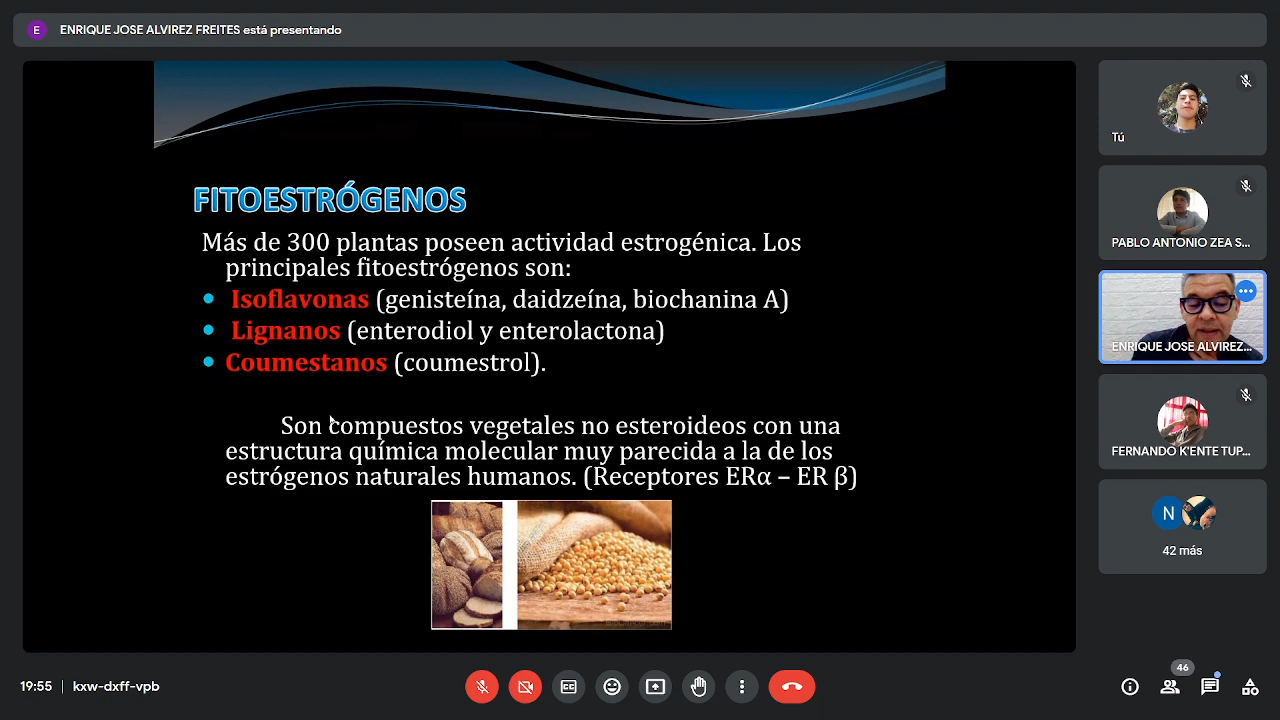 E
ENRIQUE JOSE ALVIREZ FREITES está presentando
FITOESTRÓGENOS
Más de 300 plantas poseen actividad estrogénica. Los
principales fitoestrógenos son:
Isoflavonas (genisteína, daidzeína, biochanina A)
Lignanos (enterodiol y enterolactona)
Coumestanos (coumestrol).
Son compuestos vegetales no esteroideos con una
estructura química molecular muy parecida a la de los
estrógenos naturales humanos. (Receptores ERα – ER β)
Tú
PABLO ANTONIO ZEA S...
ENRIQUE JOSE ALVIREZ...
FERNANDO K'ENTE TUP...
N
42 más
19:55 | kxw-dxff-vpb
46